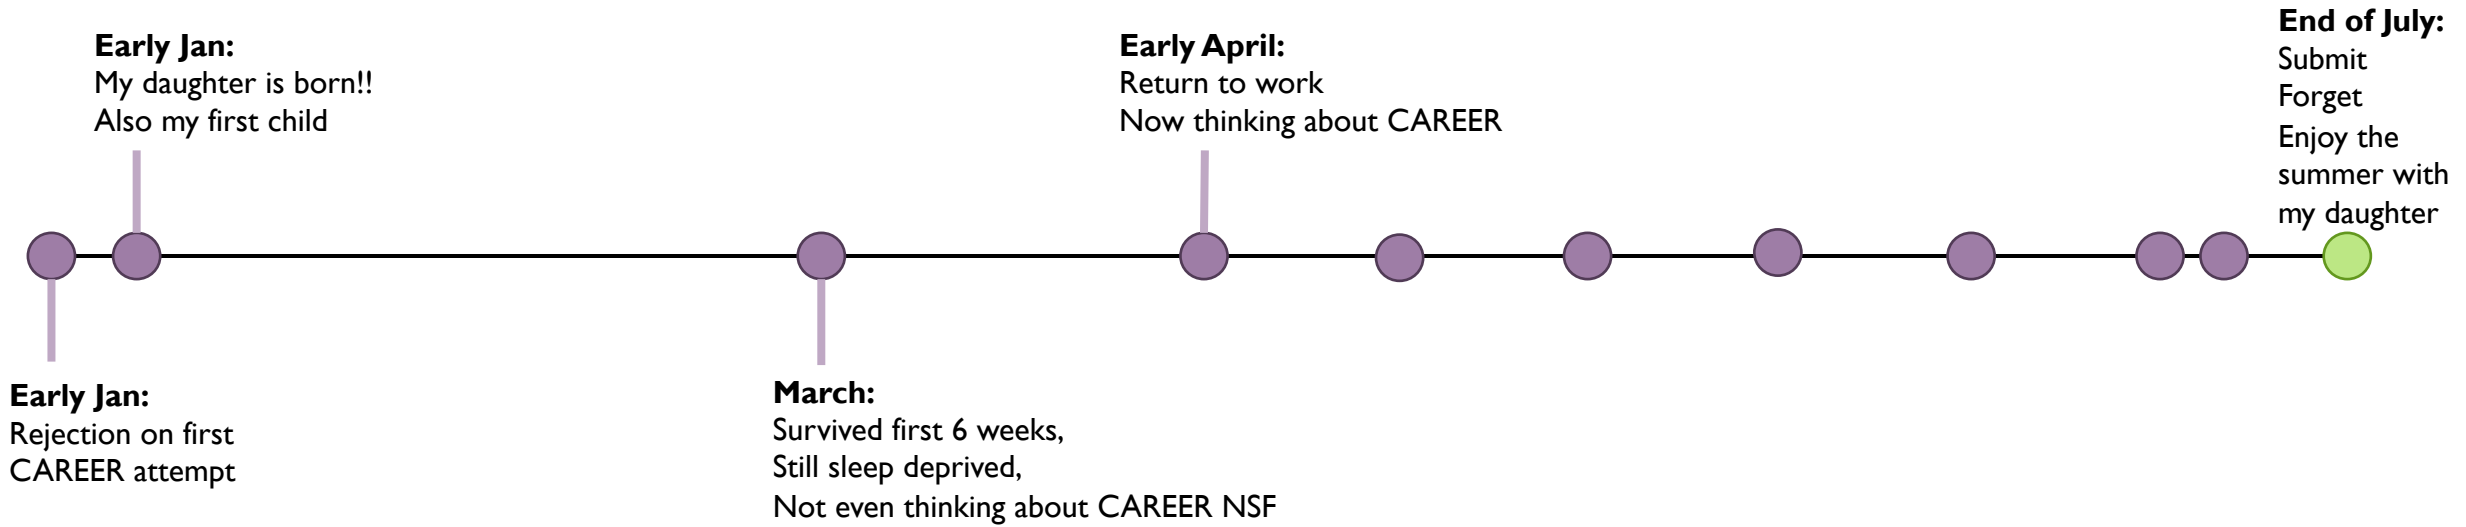 Early Jan:
My daughter is born!!
Also my first child
Early April:
Return to work
Now thinking about CAREER
End of July:
Submit
Forget
Enjoy the
summer with
my daughter
Early Jan:
Rejection on first
CAREER attempt
March:
Survived first 6 weeks,
Still sleep deprived,
Not even thinking about CAREER NSF